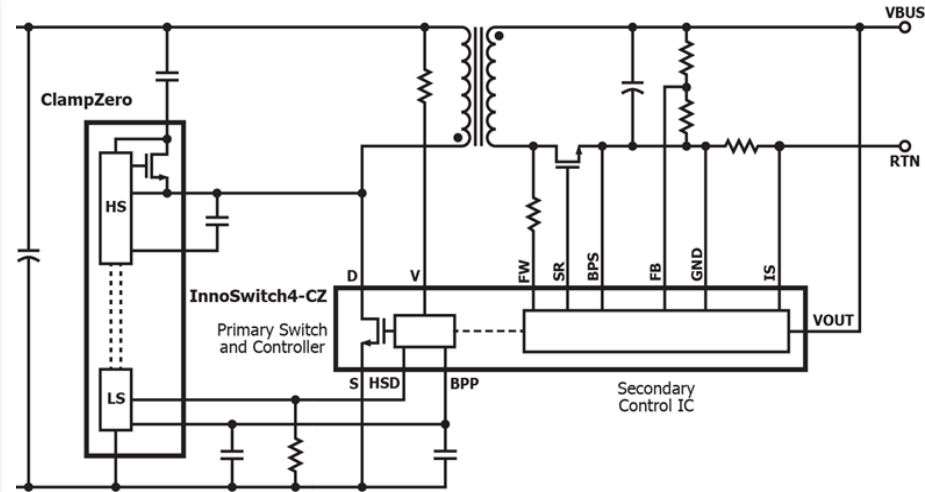 VBUS
ClampZero
RTN
HS
D
V
FW
SR
BPS
FB
GND
IS
InnoSwitch4-CZ
Primary Switch
and Controller
VOUT
S
HSD
BPP
LS
Secondary
Control IC